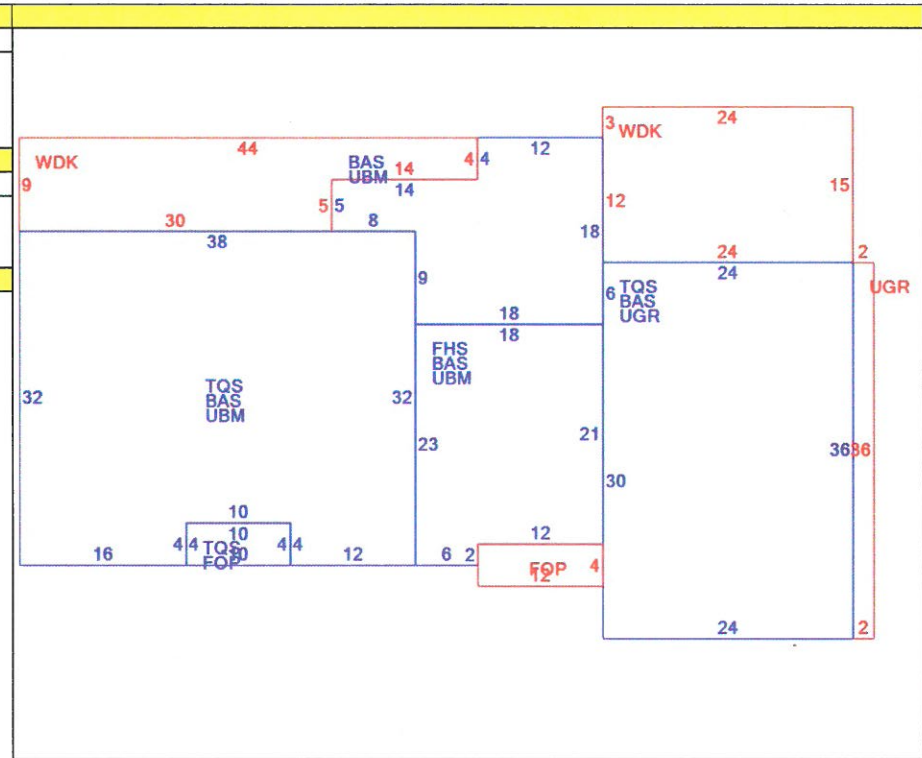 3 WDK 24
44 12
WDK BAS 14 4 4
UBM
14
9 12 15
5 5
30 8 18
38
24 2
24
9 6 TQS UGR
BAS
UGR
18
18
FHS
BAS
UBM
TQS
BAS
UBM
32 32
21
23 36 36
30
10
10 12
16 4 4 TQS 10 4 4 12 6 2
FOP FOP 4
12
24 2